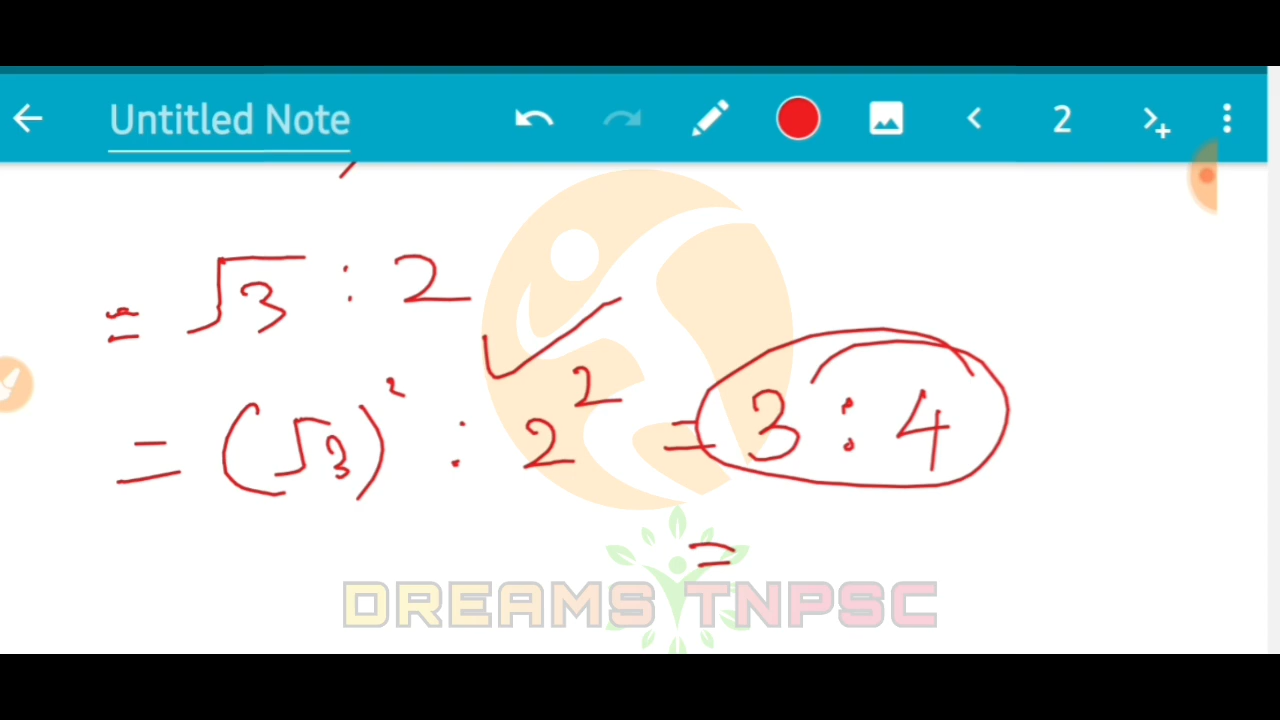 Untitled Note 2
= √3 : 2
= (√3)² : 2² = 3 : 4
=
DREAMS TNPSC